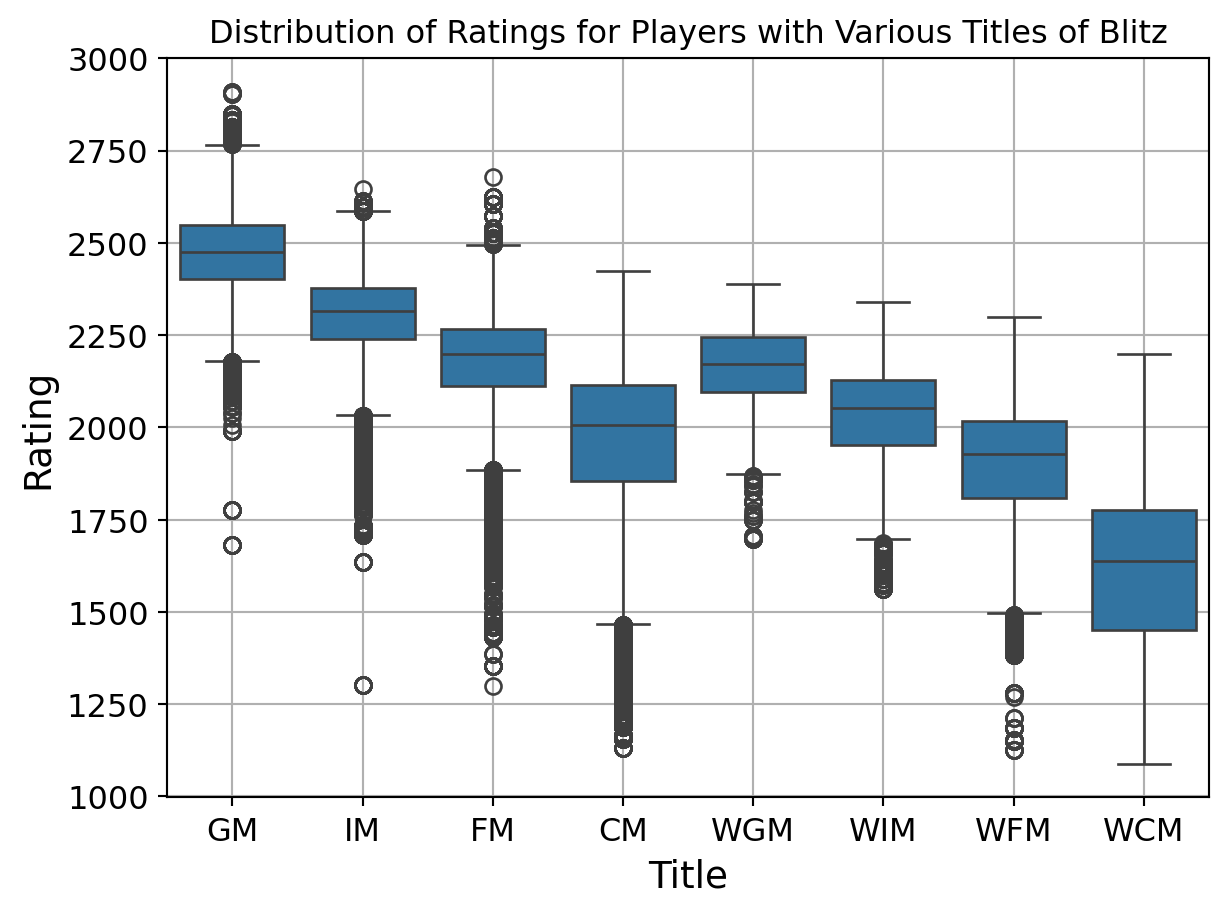 Distribution of Ratings for Players with Various Titles of Blitz
3000
2750
2500
2250
2000
1750
1500
1250
1000
Rating
GM IM FM CM WGM WIM WFM WCM
Title